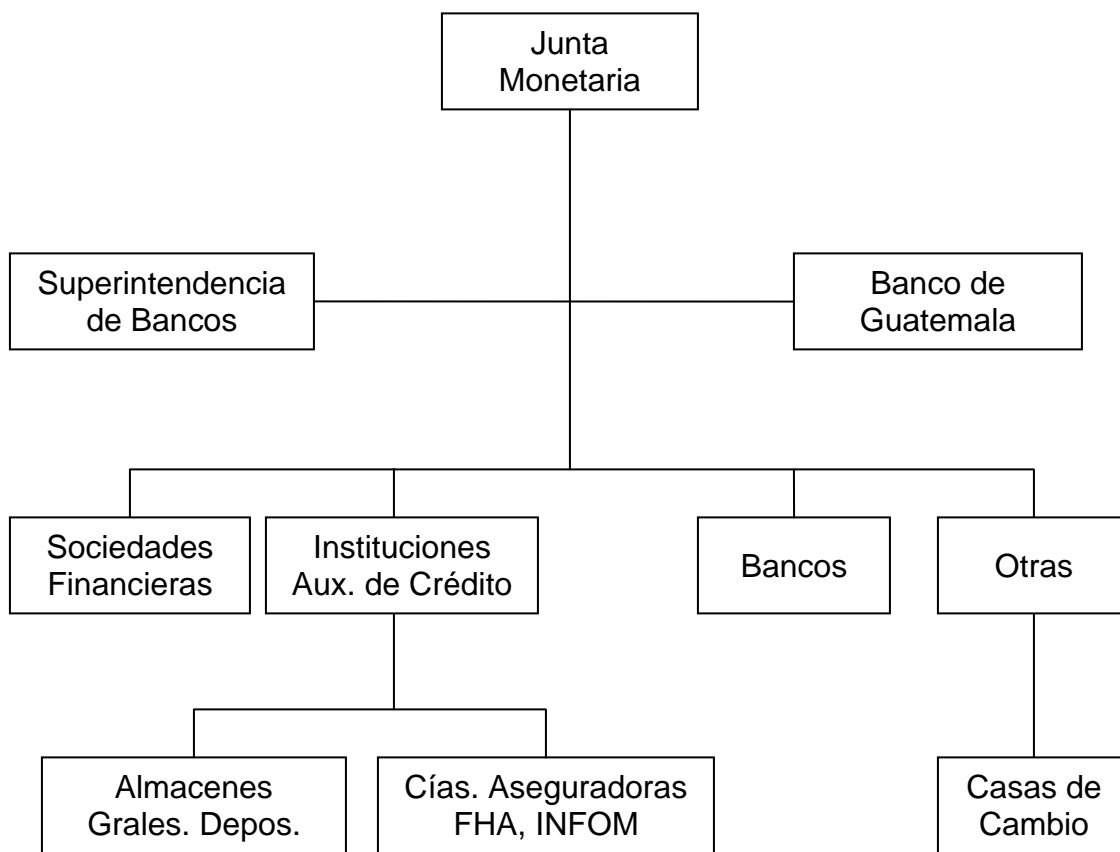 Junta
Monetaria
Superintendencia
de Bancos
Banco de
Guatemala
Sociedades
Financieras
Instituciones
Aux. de Crédito
Bancos
Otras
Almacenes
Grales. Depos.
Cías. Aseguradoras
FHA, INFOM
Casas de
Cambio